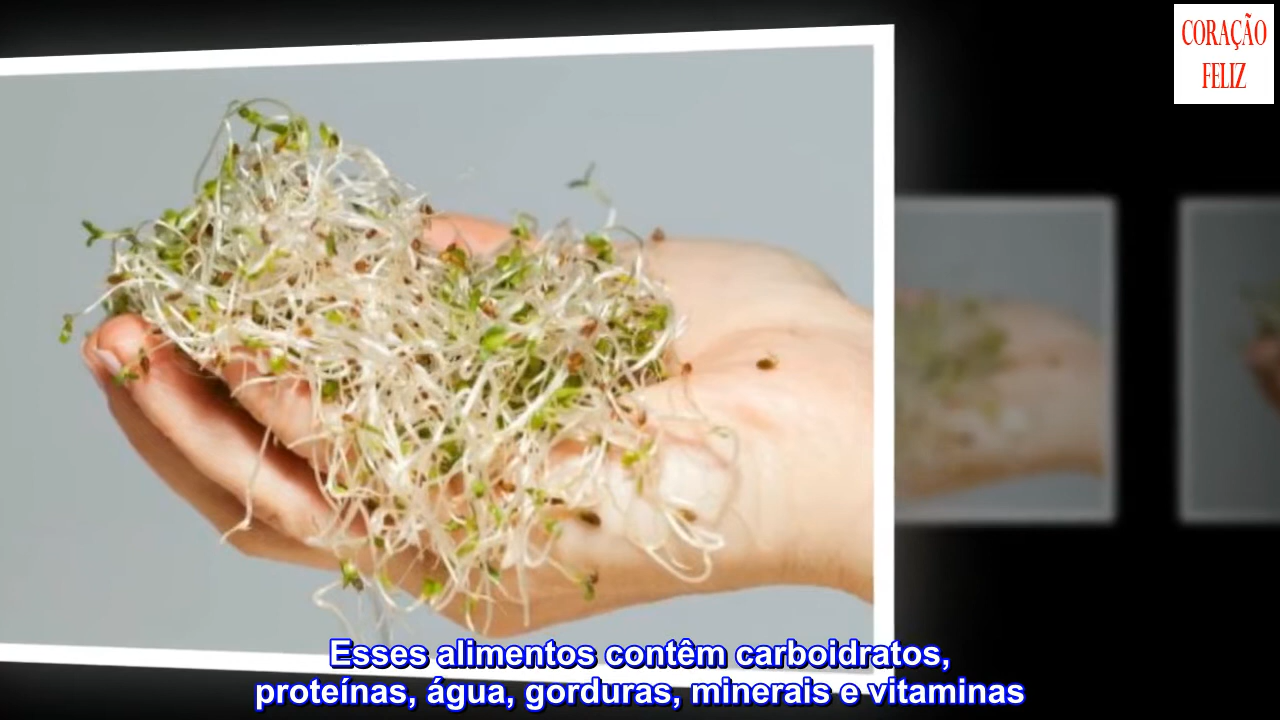 CORAÇÃO
FELIZ
Esses alimentos contêm carboidratos,
proteínas, água, gorduras, minerais e vitaminas